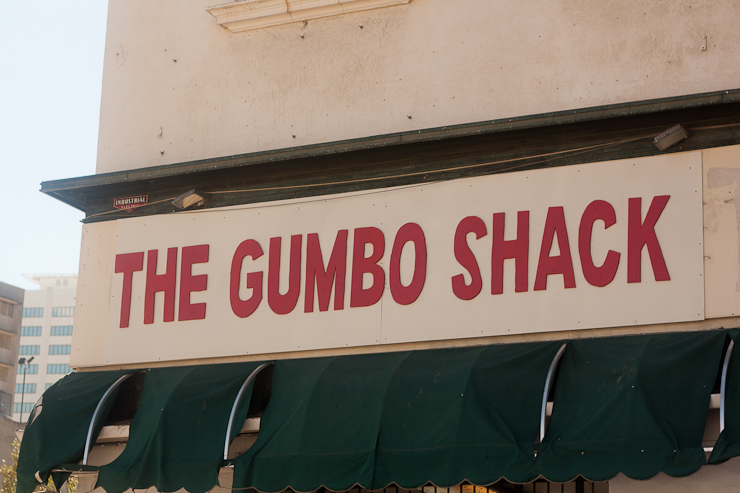 INDUSTRIAL
THE GUMBO SHACK